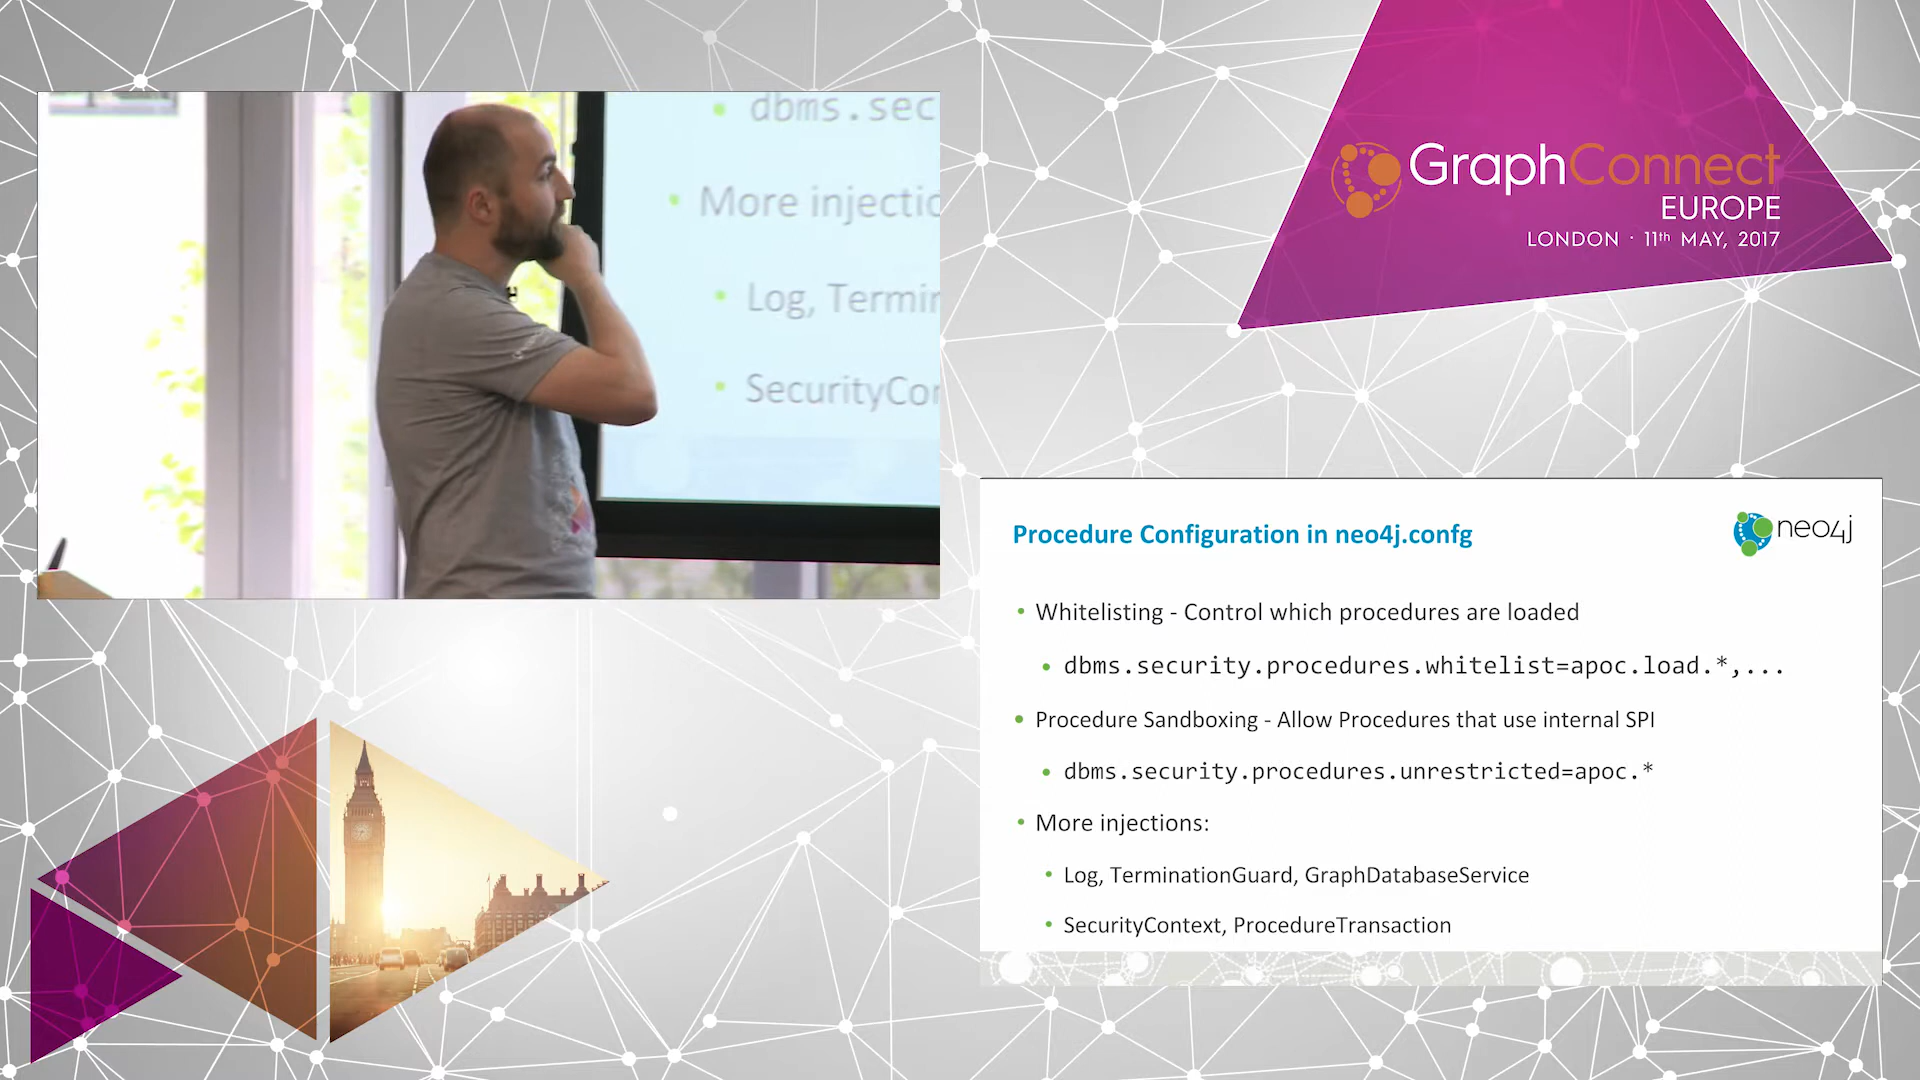 dbms.sec
More injectio
Log, Termin
SecurityCon
GraphConnect
EUROPE
LONDON · 11th MAY, 2017
Procedure Configuration in neo4j.confg
neo4j
• Whitelisting - Control which procedures are loaded
• dbms.security.procedures.whitelist=apoc.load.*,...
• Procedure Sandboxing - Allow Procedures that use internal SPI
• dbms.security.procedures.unrestricted=apoc.*
• More injections:
• Log, TerminationGuard, GraphDatabaseService
• SecurityContext, ProcedureTransaction